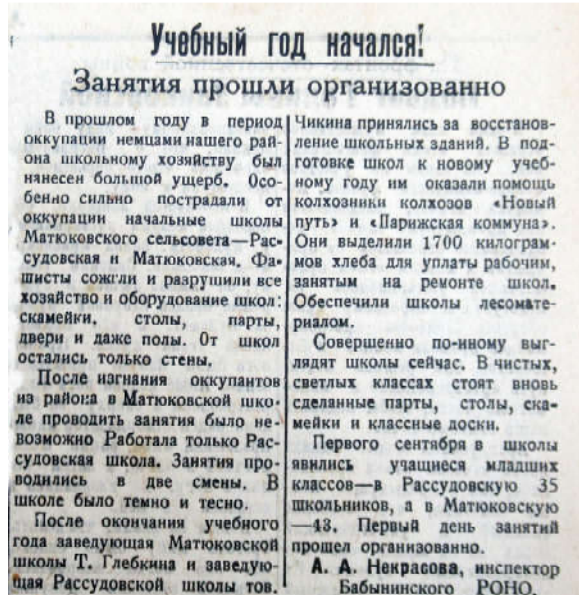 Учебный год начался!
Занятия прошли организованно
В прошлом году в период
оккупации немцами нашего рай-
она школьному хозяйству был
нанесен большой ущерб. Осо-
бенно сильно пострадали от
оккупации начальные школы
Матюковского сельсовета—Рас-
судовская и Матюковская. Фа-
шисты сожгли и разрушили все
хозяйство и оборудование школ:
скамейки, столы, парты,
двери и даже полы. От школ
остались только стены.
После изгнания оккупантов
из района в Матюковской шко-
ле проводить занятия было не-
возможно Работала только Рас-
судовская школа. Занятия про-
водились в две смены. В
школе было темно и тесно.
После окончания учебного
года заведующая Матюковской
школы Т. Глебкина и заведую-
щая Рассудовской школы тов.
Чикина принялись за восстанов-
ление школьных зданий. В под-
готовке школ к новому учеб-
ному году им оказали помощь
колхозники колхозов «Новый
путь» и «Парижская коммуна».
Они выделили 1700 килограм-
мов хлеба для уплаты рабочим,
занятым на ремонте школ.
Обеспечили школы лесомате-
риалом.
Совершенно по-иному выг-
лядят школы сейчас. В чистых,
светлых классах стоят вновь
сделанные парты, столы, ска-
мейки и классные доски.
Первого сентября в школы
явились учащиеся младших
классов—в Рассудовскую 35
школьников, а в Матюковскую
—43. Первый день занятий
прошел организованно.
А. А. Некрасова, инспектор
Бабынинского РОНО.